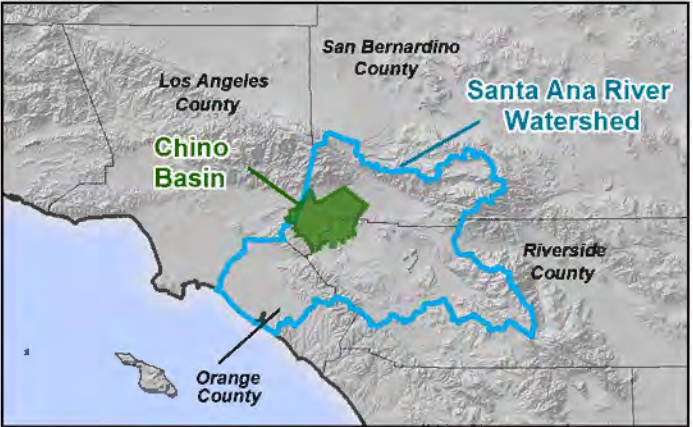 San Bernardino
County
Los Angeles
County
Santa Ana River
Watershed
Chino
Basin
Riverside
County
Orange
County